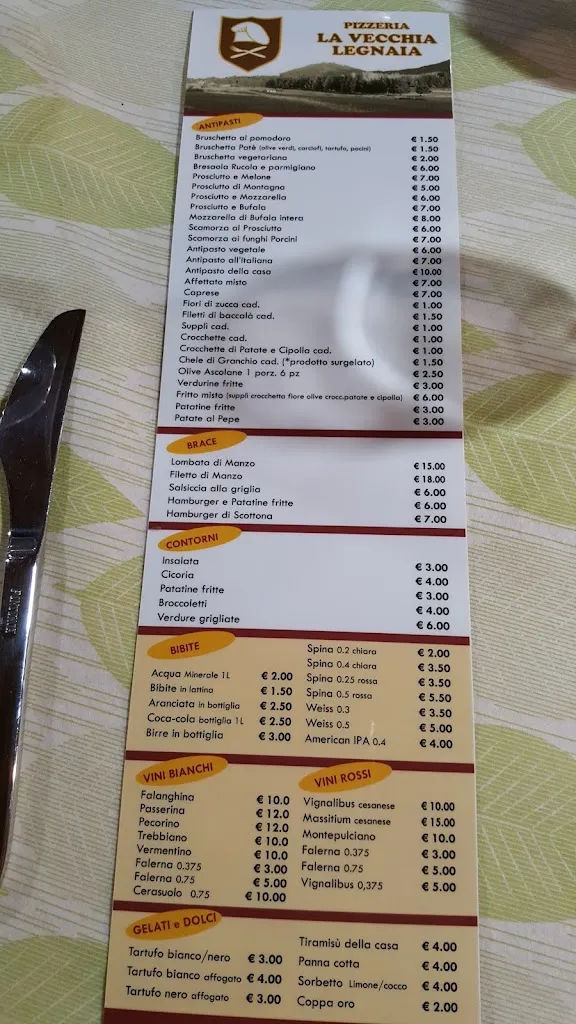 PIZZERIA
LA VECCHIA
LEGNAIA
ANTIPASTI
Bruschetta al pomodoro € 1.50
Bruschetta Patè (olive verdi, carciofi, tartufo, porcini) € 1.50
Bruschetta vegetariana € 2.00
Bresaola Rucola e parmigiano € 6.00
Prosciutto e Melone € 7.00
Prosciutto di Montagna € 5.00
Prosciutto e Mozzarella € 6.00
Prosciutto e Bufala € 7.00
Mozzarella di Bufala intera € 8.00
Scamorza al Prosciutto € 6.00
Scamorza ai funghi Porcini € 7.00
Antipasto vegetale € 6.00
Antipasto all'italiana € 7.00
Antipasto della casa € 10.00
Affettato misto € 7.00
Caprese € 7.00
Fiori di zucca cad. € 1.00
Filetti di baccalà cad. € 1.50
Supplì cad. € 1.00
Crocchette cad. € 1.00
Crocchette di Patate e Cipolla cad. € 1.00
Chele di Granchio cad. (*prodotto surgelato) € 1.50
Olive Ascolane 1 porz. 6 pz € 2.50
Verdurine fritte € 3.00
Fritto misto (supplì crocchetta fiore olive crocc.patate e cipolla) € 6.00
Patatine fritte € 3.00
Patate al Pepe € 3.00
BRACE
Lombata di Manzo € 15.00
Filetto di Manzo € 18.00
Salsiccia alla griglia € 6.00
Hamburger e Patatine fritte € 6.00
Hamburger di Scottona € 7.00
CONTORNI
Insalata € 3.00
Cicoria € 4.00
Patatine fritte € 3.00
Broccoletti € 4.00
Verdure grigliate € 6.00
BIBITE
Acqua Minerale 1L € 2.00
Bibite in lattina € 1.50
Aranciata in bottiglia € 2.50
Coca-cola bottiglia 1L € 2.50
Birre in bottiglia € 3.00
Spina 0.2 chiara € 2.00
Spina 0.4 chiara € 3.50
Spina 0.25 rossa € 3.50
Spina 0.5 rossa € 5.50
Weiss 0.3 € 3.50
Weiss 0.5 € 5.00
American IPA 0.4 € 4.00
VINI BIANCHI
Falanghina € 10.0
Passerina € 12.0
Pecorino € 12.0
Trebbiano € 10.0
Vermentino € 10.0
Falerna 0.375 € 3.00
Falerna 0.75 € 5.00
Cerasuolo 0.75 € 10.00
VINI ROSSI
Vignalibus cesanese € 10.00
Massitium cesanese € 15.00
Montepulciano € 10.0
Falerna 0.375 € 3.00
Falerna 0.75 € 5.00
Vignalibus 0,375 € 5.00
GELATI e DOLCI
Tartufo bianco/nero € 3.00
Tartufo bianco affogato € 4.00
Tartufo nero affogato € 3.00
Tiramisù della casa € 4.00
Panna cotta € 4.00
Sorbetto Limone/cocco € 4.00
Coppa oro € 2.00